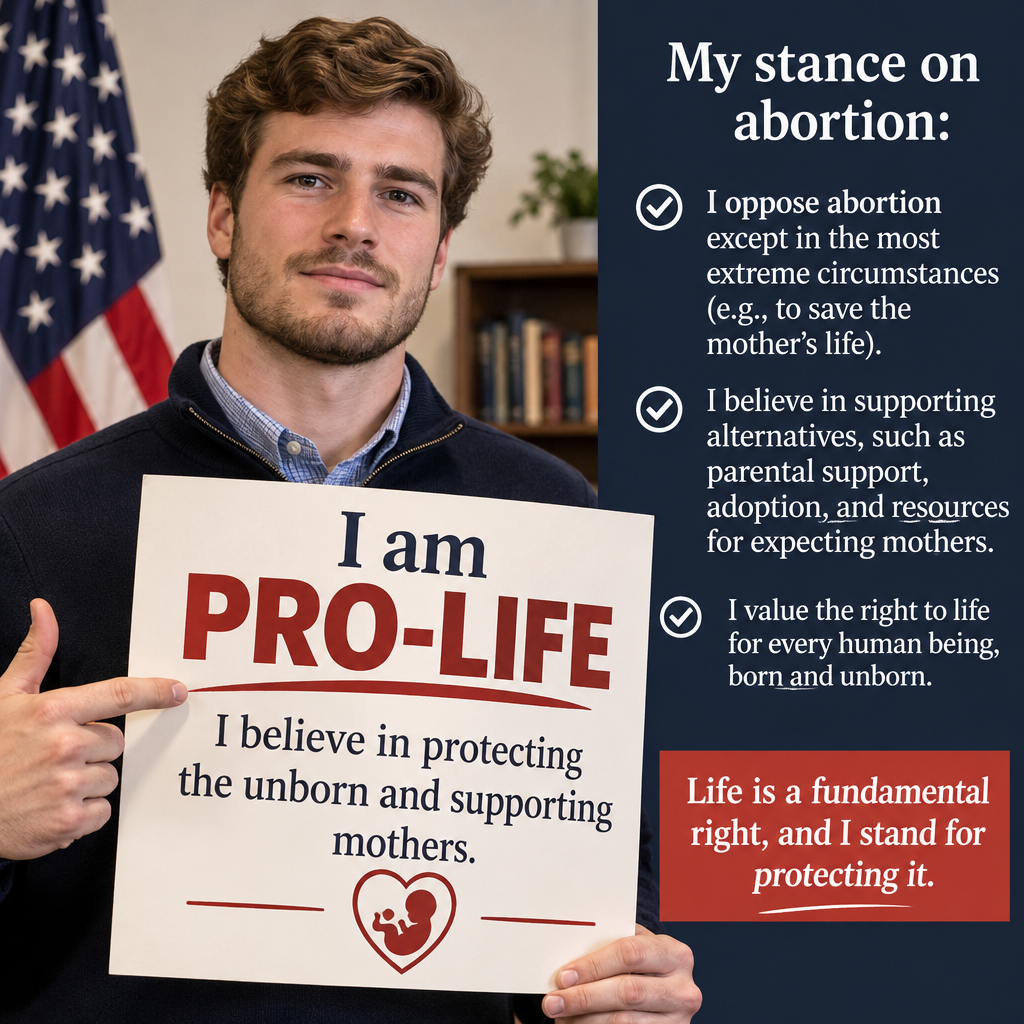 I am
PRO-LIFE
I believe in protecting
the unborn and supporting
mothers.
My stance on
abortion:
I oppose abortion
except in the most
extreme circumstances
(e.g., to save the
mother's life).
I believe in supporting
alternatives, such as
parental support,
adoption, and resources
for expecting mothers.
I value the right to life
for every human being,
born and unborn.
Life is a fundamental
right, and I stand for
protecting it.